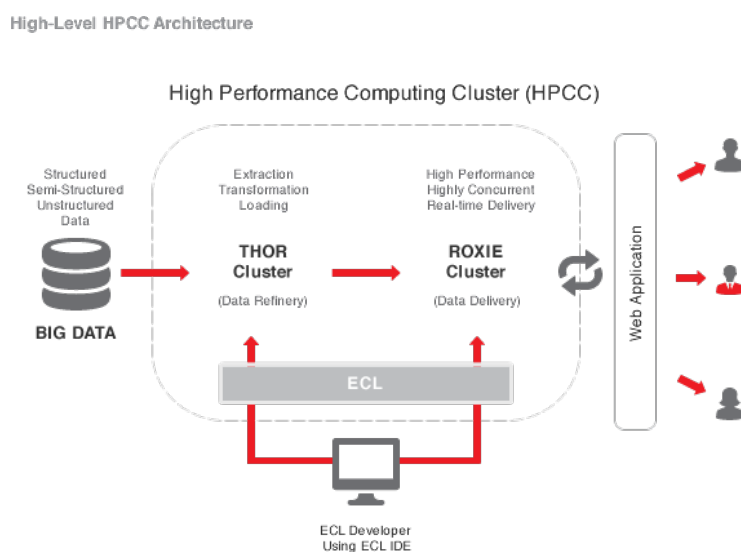 High-Level HPCC Architecture
High Performance Computing Cluster (HPCC)
Structured
Semi-Structured
Unstructured
Data
BIG DATA
Extraction
Transformation
Loading
THOR
Cluster
(Data Refinery)
High Performance
Highly Concurrent
Real-time Delivery
ROXIE
Cluster
(Data Delivery)
Web Application
ECL
ECL Developer
Using ECL IDE